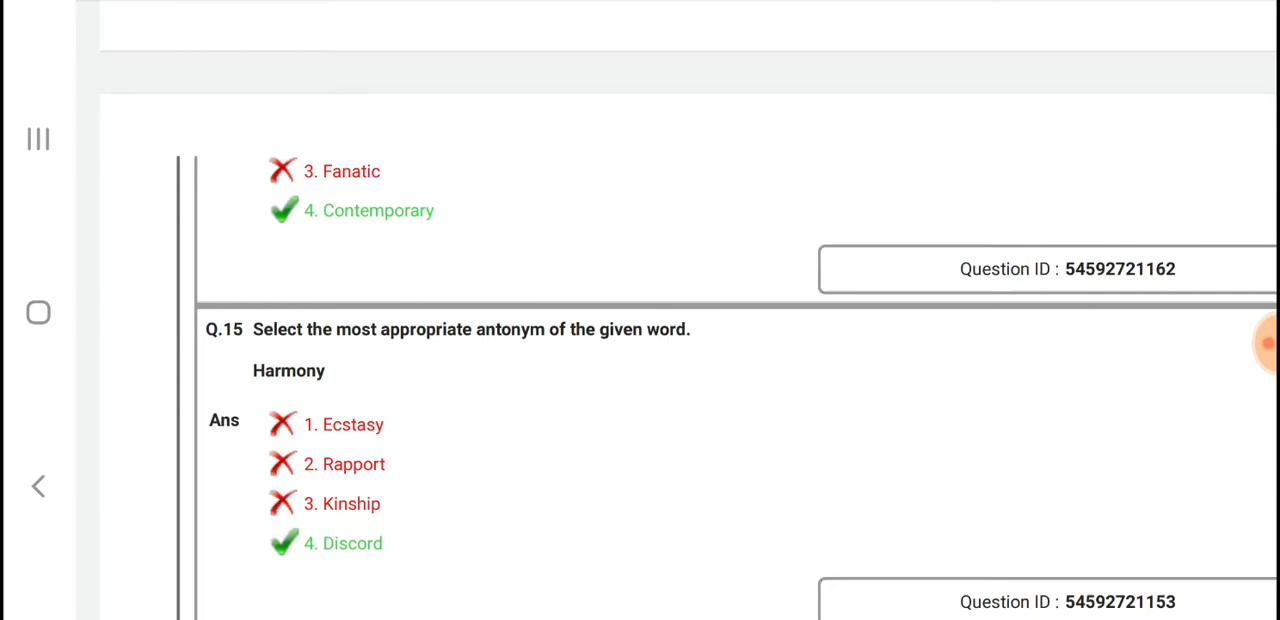 3. Fanatic
4. Contemporary
Question ID : 54592721162
Q.15 Select the most appropriate antonym of the given word.
Harmony
Ans 1. Ecstasy
2. Rapport
3. Kinship
4. Discord
Question ID : 54592721153